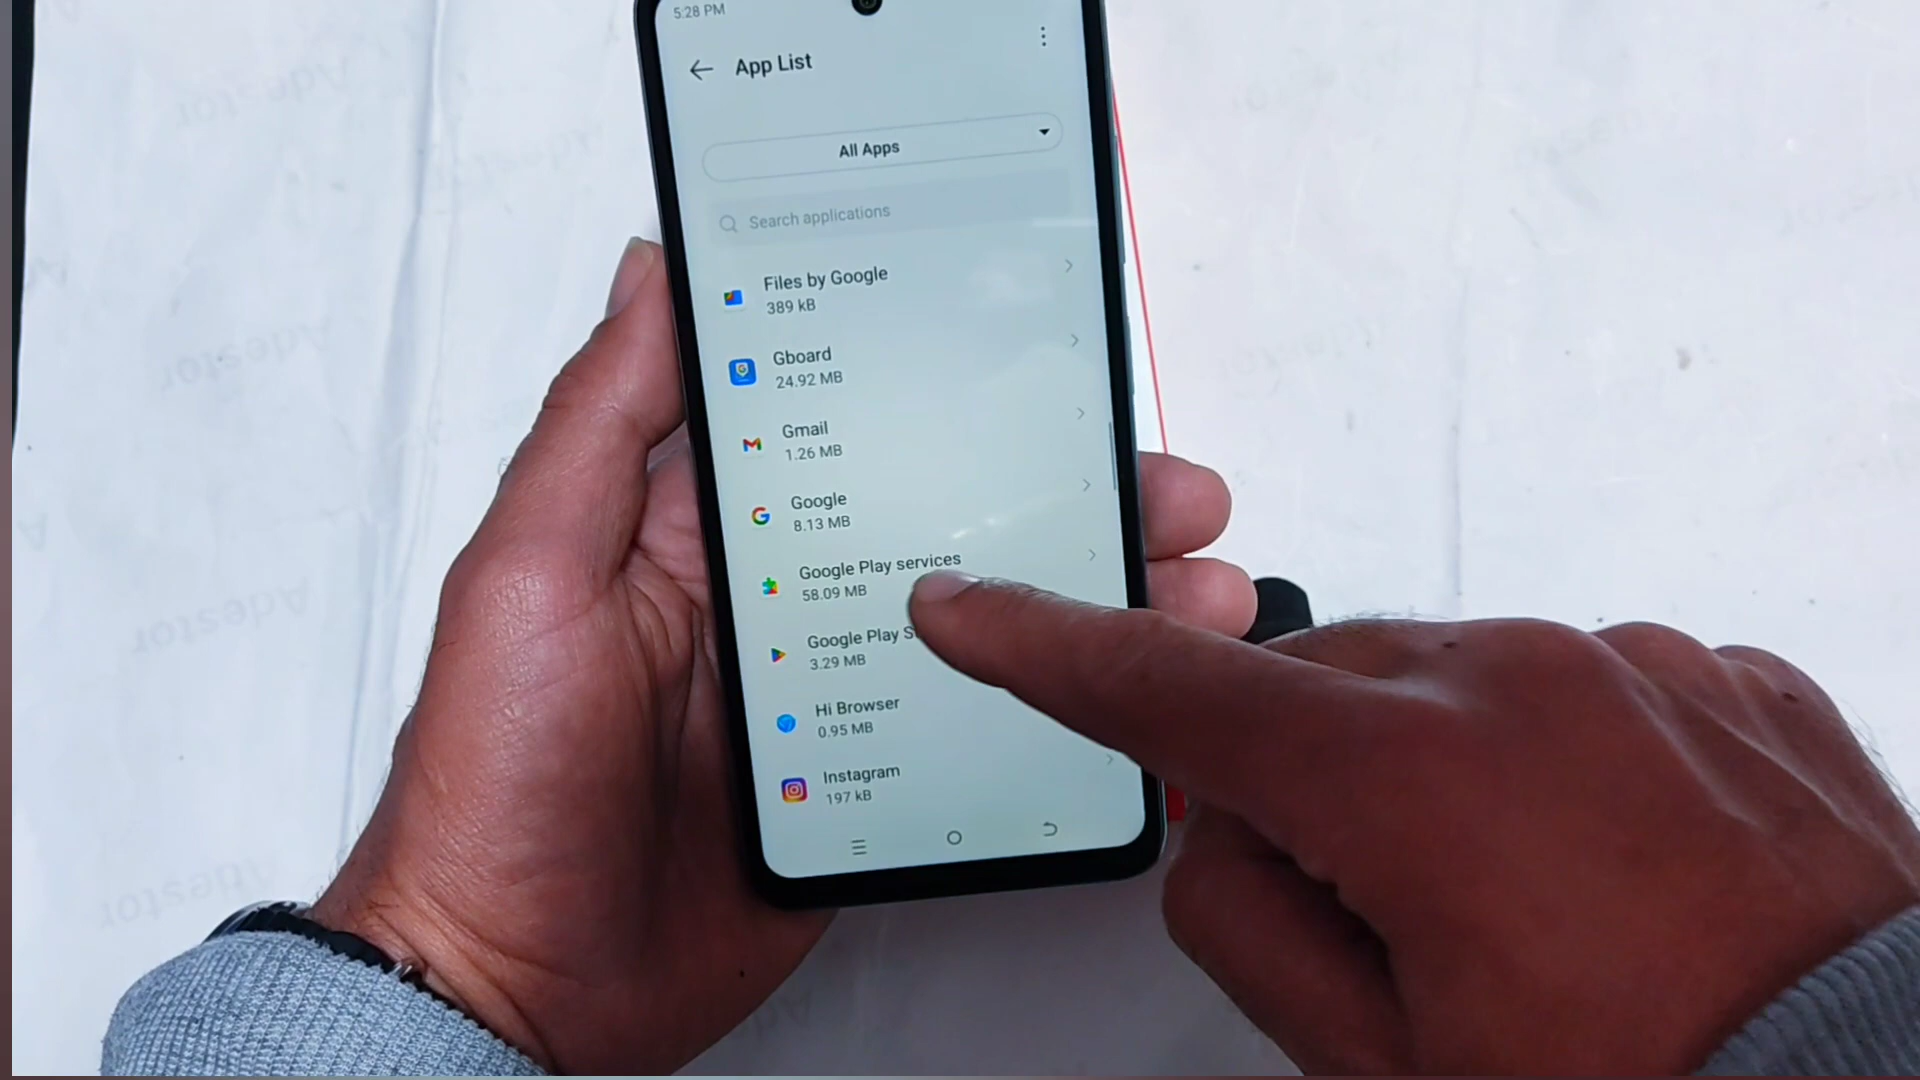 5:28 PM
App List
All Apps
Search applications
Files by Google
389 kB
Gboard
24.92 MB
Gmail
1.26 MB
Google
8.13 MB
Google Play services
58.09 MB
Google Play
3.29 MB
Hi Browser
0.95 MB
Instagram
197 kB